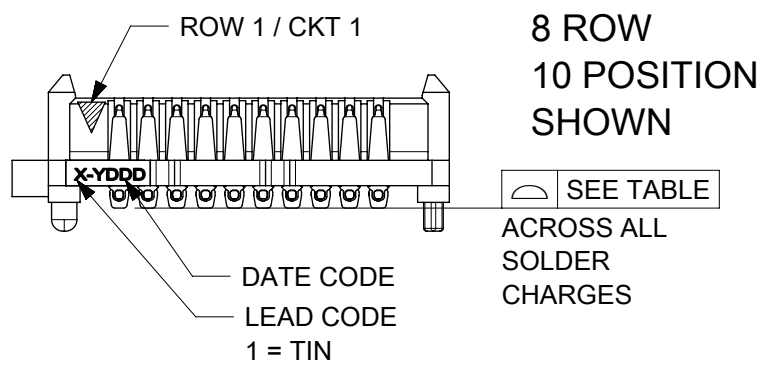 ROW 1 / CKT 1
8 ROW
10 POSITION
SHOWN
X-YDDD
SEE TABLE
ACROSS ALL
SOLDER
CHARGES
DATE CODE
LEAD CODE
1 = TIN